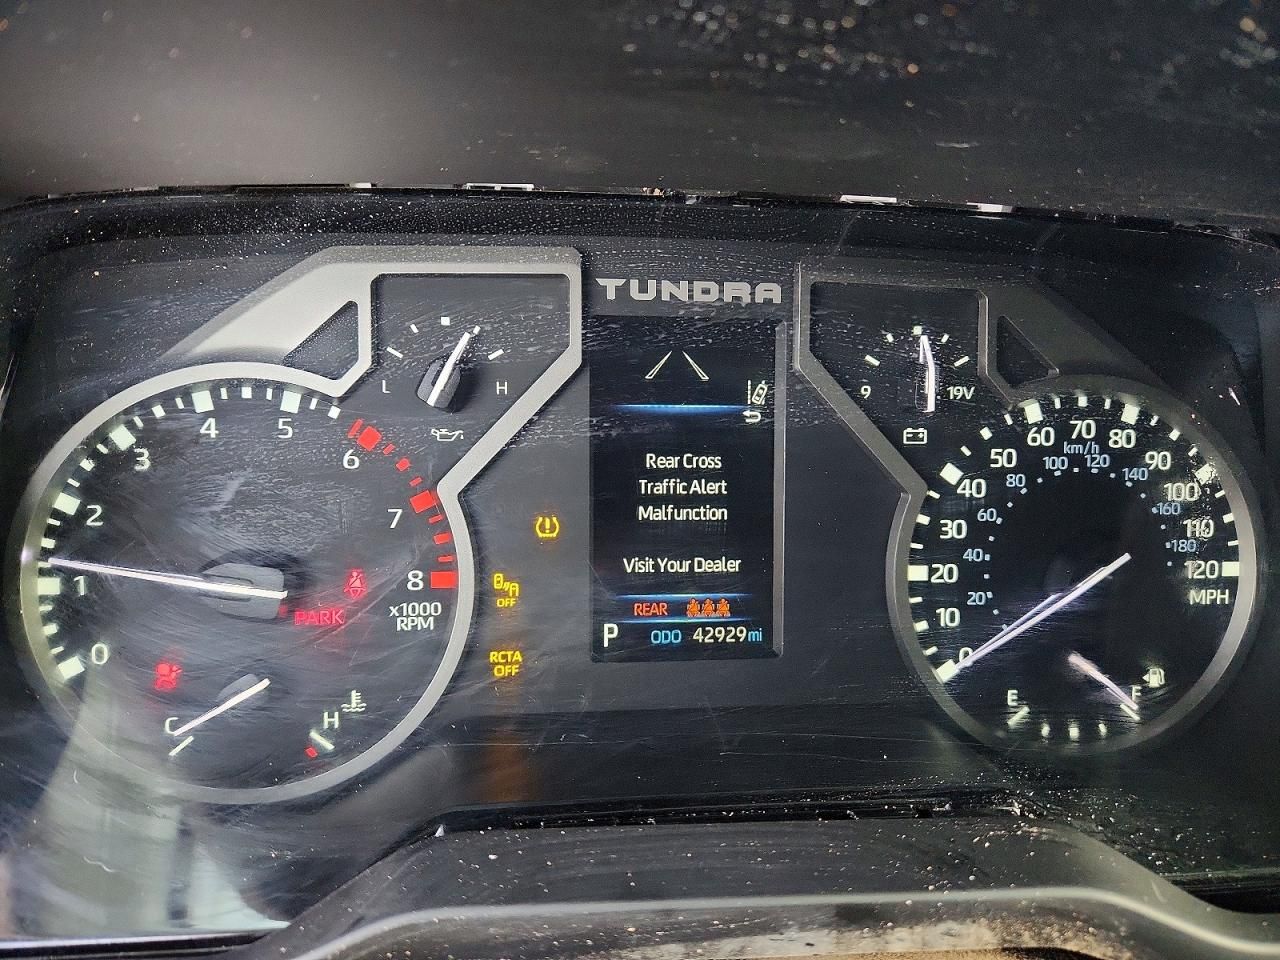 TUNDRA
L
H
9
19V
0
1
2
3
4
5
6
7
8
x1000
RPM
PARK
C
H
OFF
RCTA
OFF
Rear Cross
Traffic Alert
Malfunction
Visit Your Dealer
REAR
P
ODO 42929 mi
0
10
20
30
40
50
60
70
80
90
100
110
120
MPH
km/h
20
40
60
80
100
120
140
160
180
E
F